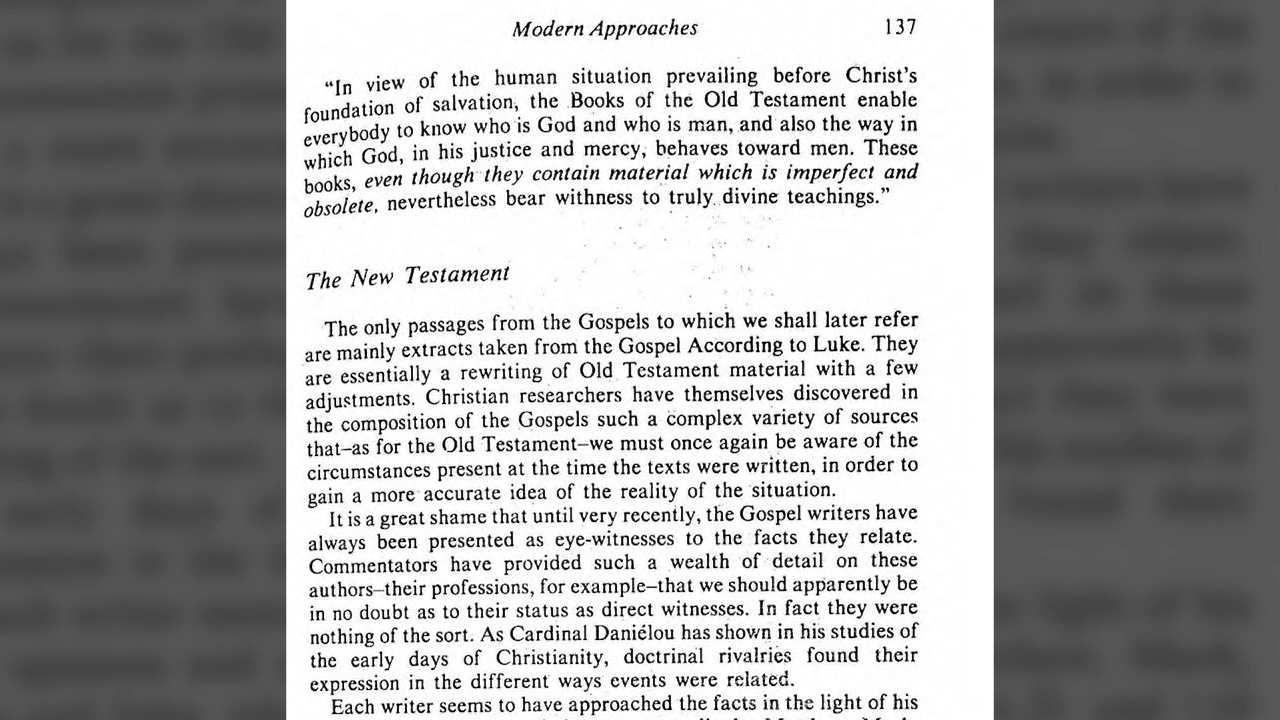 Modern Approaches 137
“In view of the human situation prevailing before Christ’s
foundation of salvation, the Books of the Old Testament enable
everybody to know who is God and who is man, and also the way in
which God, in his justice and mercy, behaves toward men. These
books, even though they contain material which is imperfect and
obsolete, nevertheless bear withness to truly divine teachings.”
The New Testament
The only passages from the Gospels to which we shall later refer
are mainly extracts taken from the Gospel According to Luke. They
are essentially a rewriting of Old Testament material with a few
adjustments. Christian researchers have themselves discovered in
the composition of the Gospels such a complex variety of sources
that–as for the Old Testament–we must once again be aware of the
circumstances present at the time the texts were written, in order to
gain a more accurate idea of the reality of the situation.
It is a great shame that until very recently, the Gospel writers have
always been presented as eye-witnesses to the facts they relate.
Commentators have provided such a wealth of detail on these
authors–their professions, for example–that we should apparently be
in no doubt as to their status as direct witnesses. In fact they were
nothing of the sort. As Cardinal Daniélou has shown in his studies of
the early days of Christianity, doctrinal rivalries found their
expression in the different ways events were related.
Each writer seems to have approached the facts in the light of his